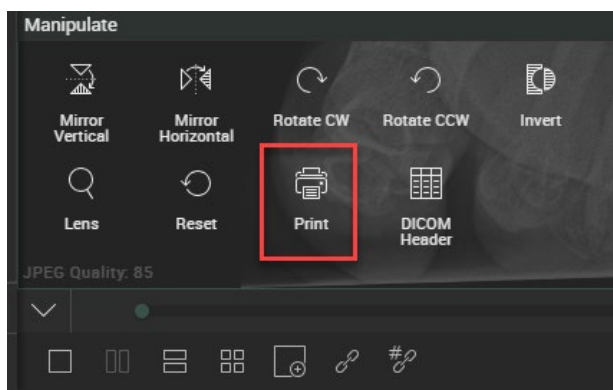 Manipulate
Mirror Vertical
Mirror Horizontal
Rotate CW
Rotate CCW
Invert
Lens
Reset
Print
DICOM Header
JPEG Quality: 85
#